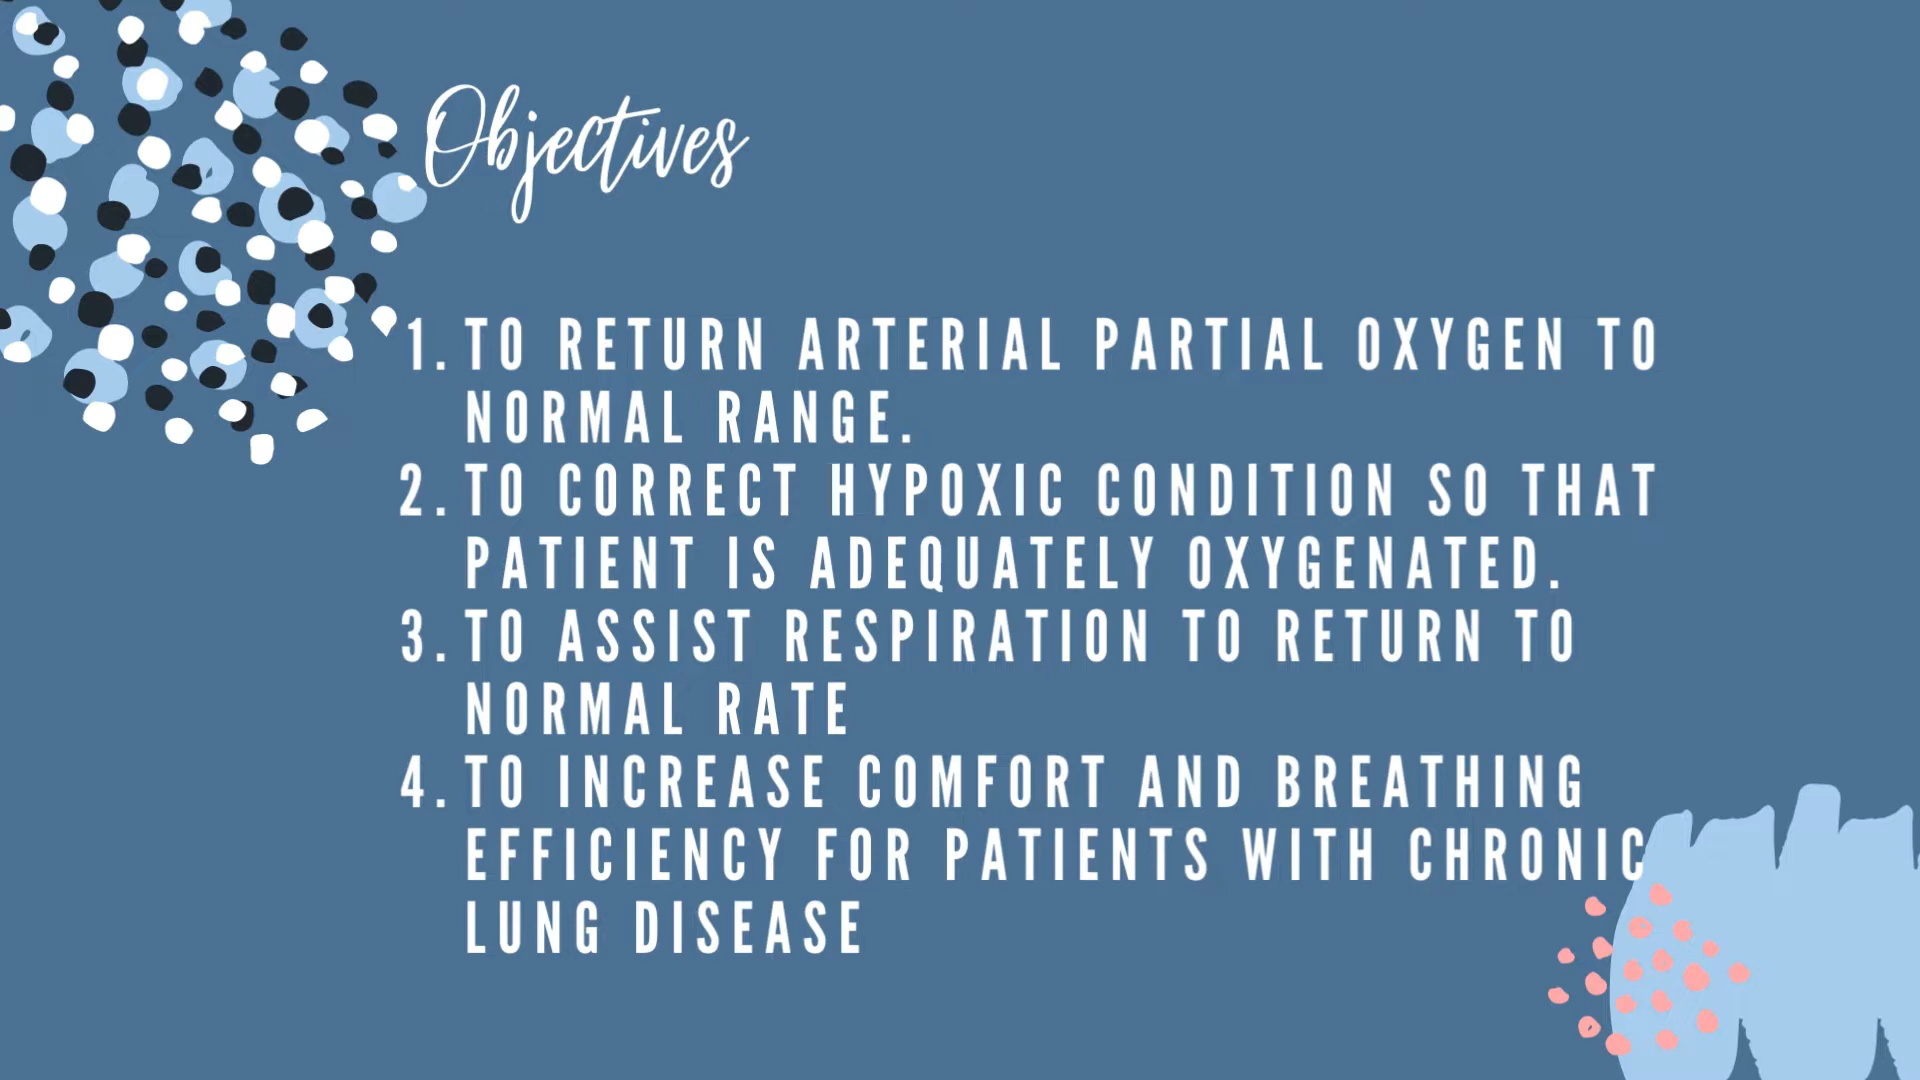 Objectives
1. TO RETURN ARTERIAL PARTIAL OXYGEN TO
NORMAL RANGE.
2. TO CORRECT HYPOXIC CONDITION SO THAT
PATIENT IS ADEQUATELY OXYGENATED.
3. TO ASSIST RESPIRATION TO RETURN TO
NORMAL RATE
4. TO INCREASE COMFORT AND BREATHING
EFFICIENCY FOR PATIENTS WITH CHRONIC
LUNG DISEASE